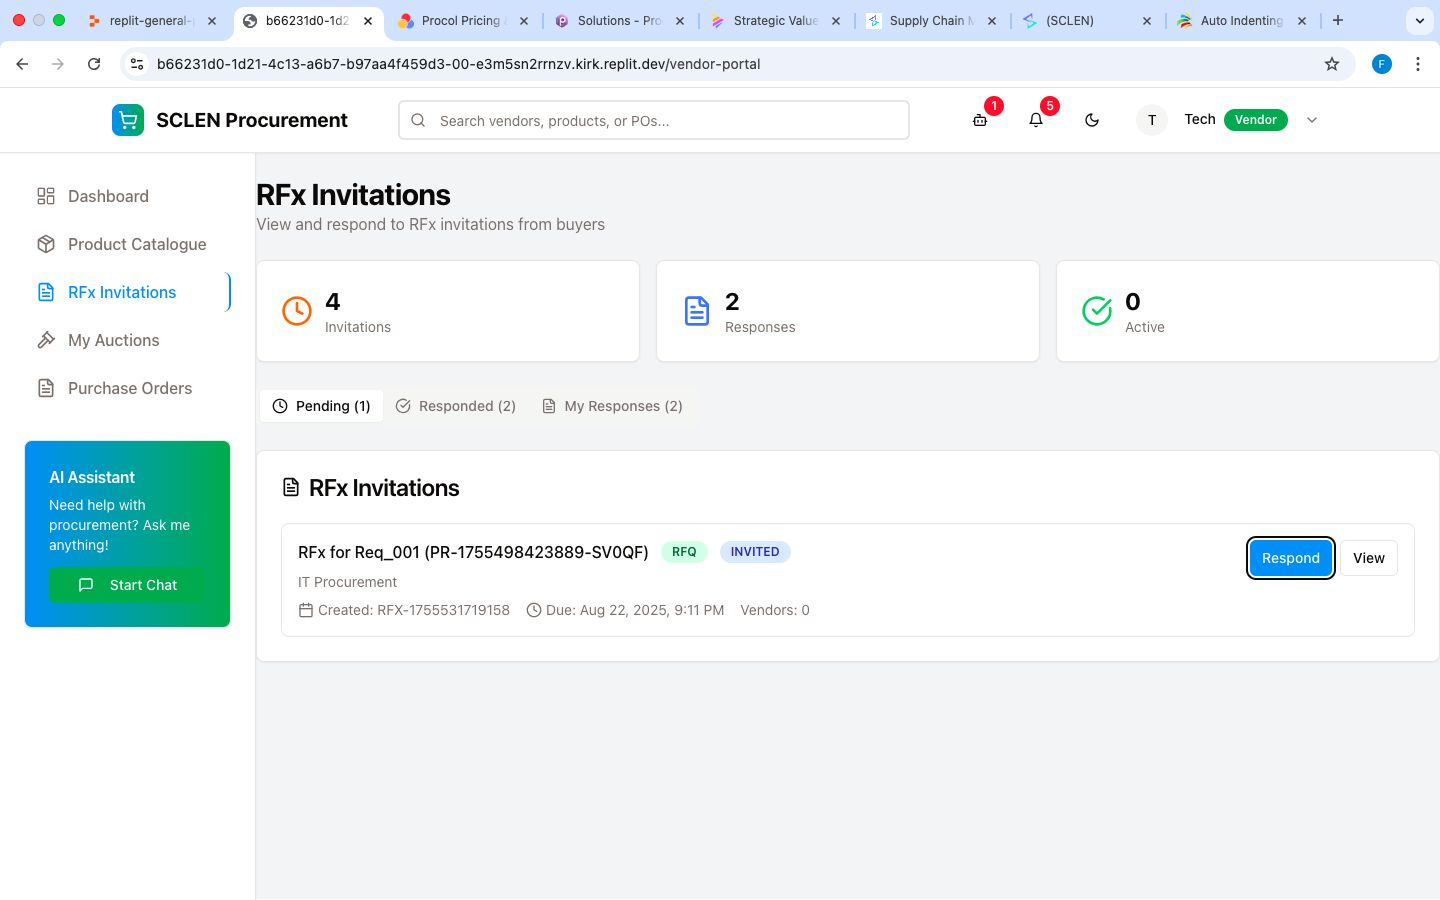 replit-general-
b66231d0-1d2
Procol Pricing
Solutions - Pro
Strategic Value
Supply Chain M
(SCLEN)
Auto Indenting
b66231d0-1d21-4c13-a6b7-b97aa4f459d3-00-e3m5sn2rrnzv.kirk.replit.dev/vendor-portal
F
SCLEN Procurement
Search vendors, products, or POs...
1
5
T
Tech
Vendor
Dashboard
Product Catalogue
RFx Invitations
My Auctions
Purchase Orders
AI Assistant
Need help with
procurement? Ask me
anything!
Start Chat
RFx Invitations
View and respond to RFx invitations from buyers
4
Invitations
2
Responses
0
Active
Pending (1)
Responded (2)
My Responses (2)
RFx Invitations
RFx for Req_001 (PR-1755498423889-SV0QF)
RFQ
INVITED
Respond
View
IT Procurement
Created: RFX-1755531719158
Due: Aug 22, 2025, 9:11 PM
Vendors: 0